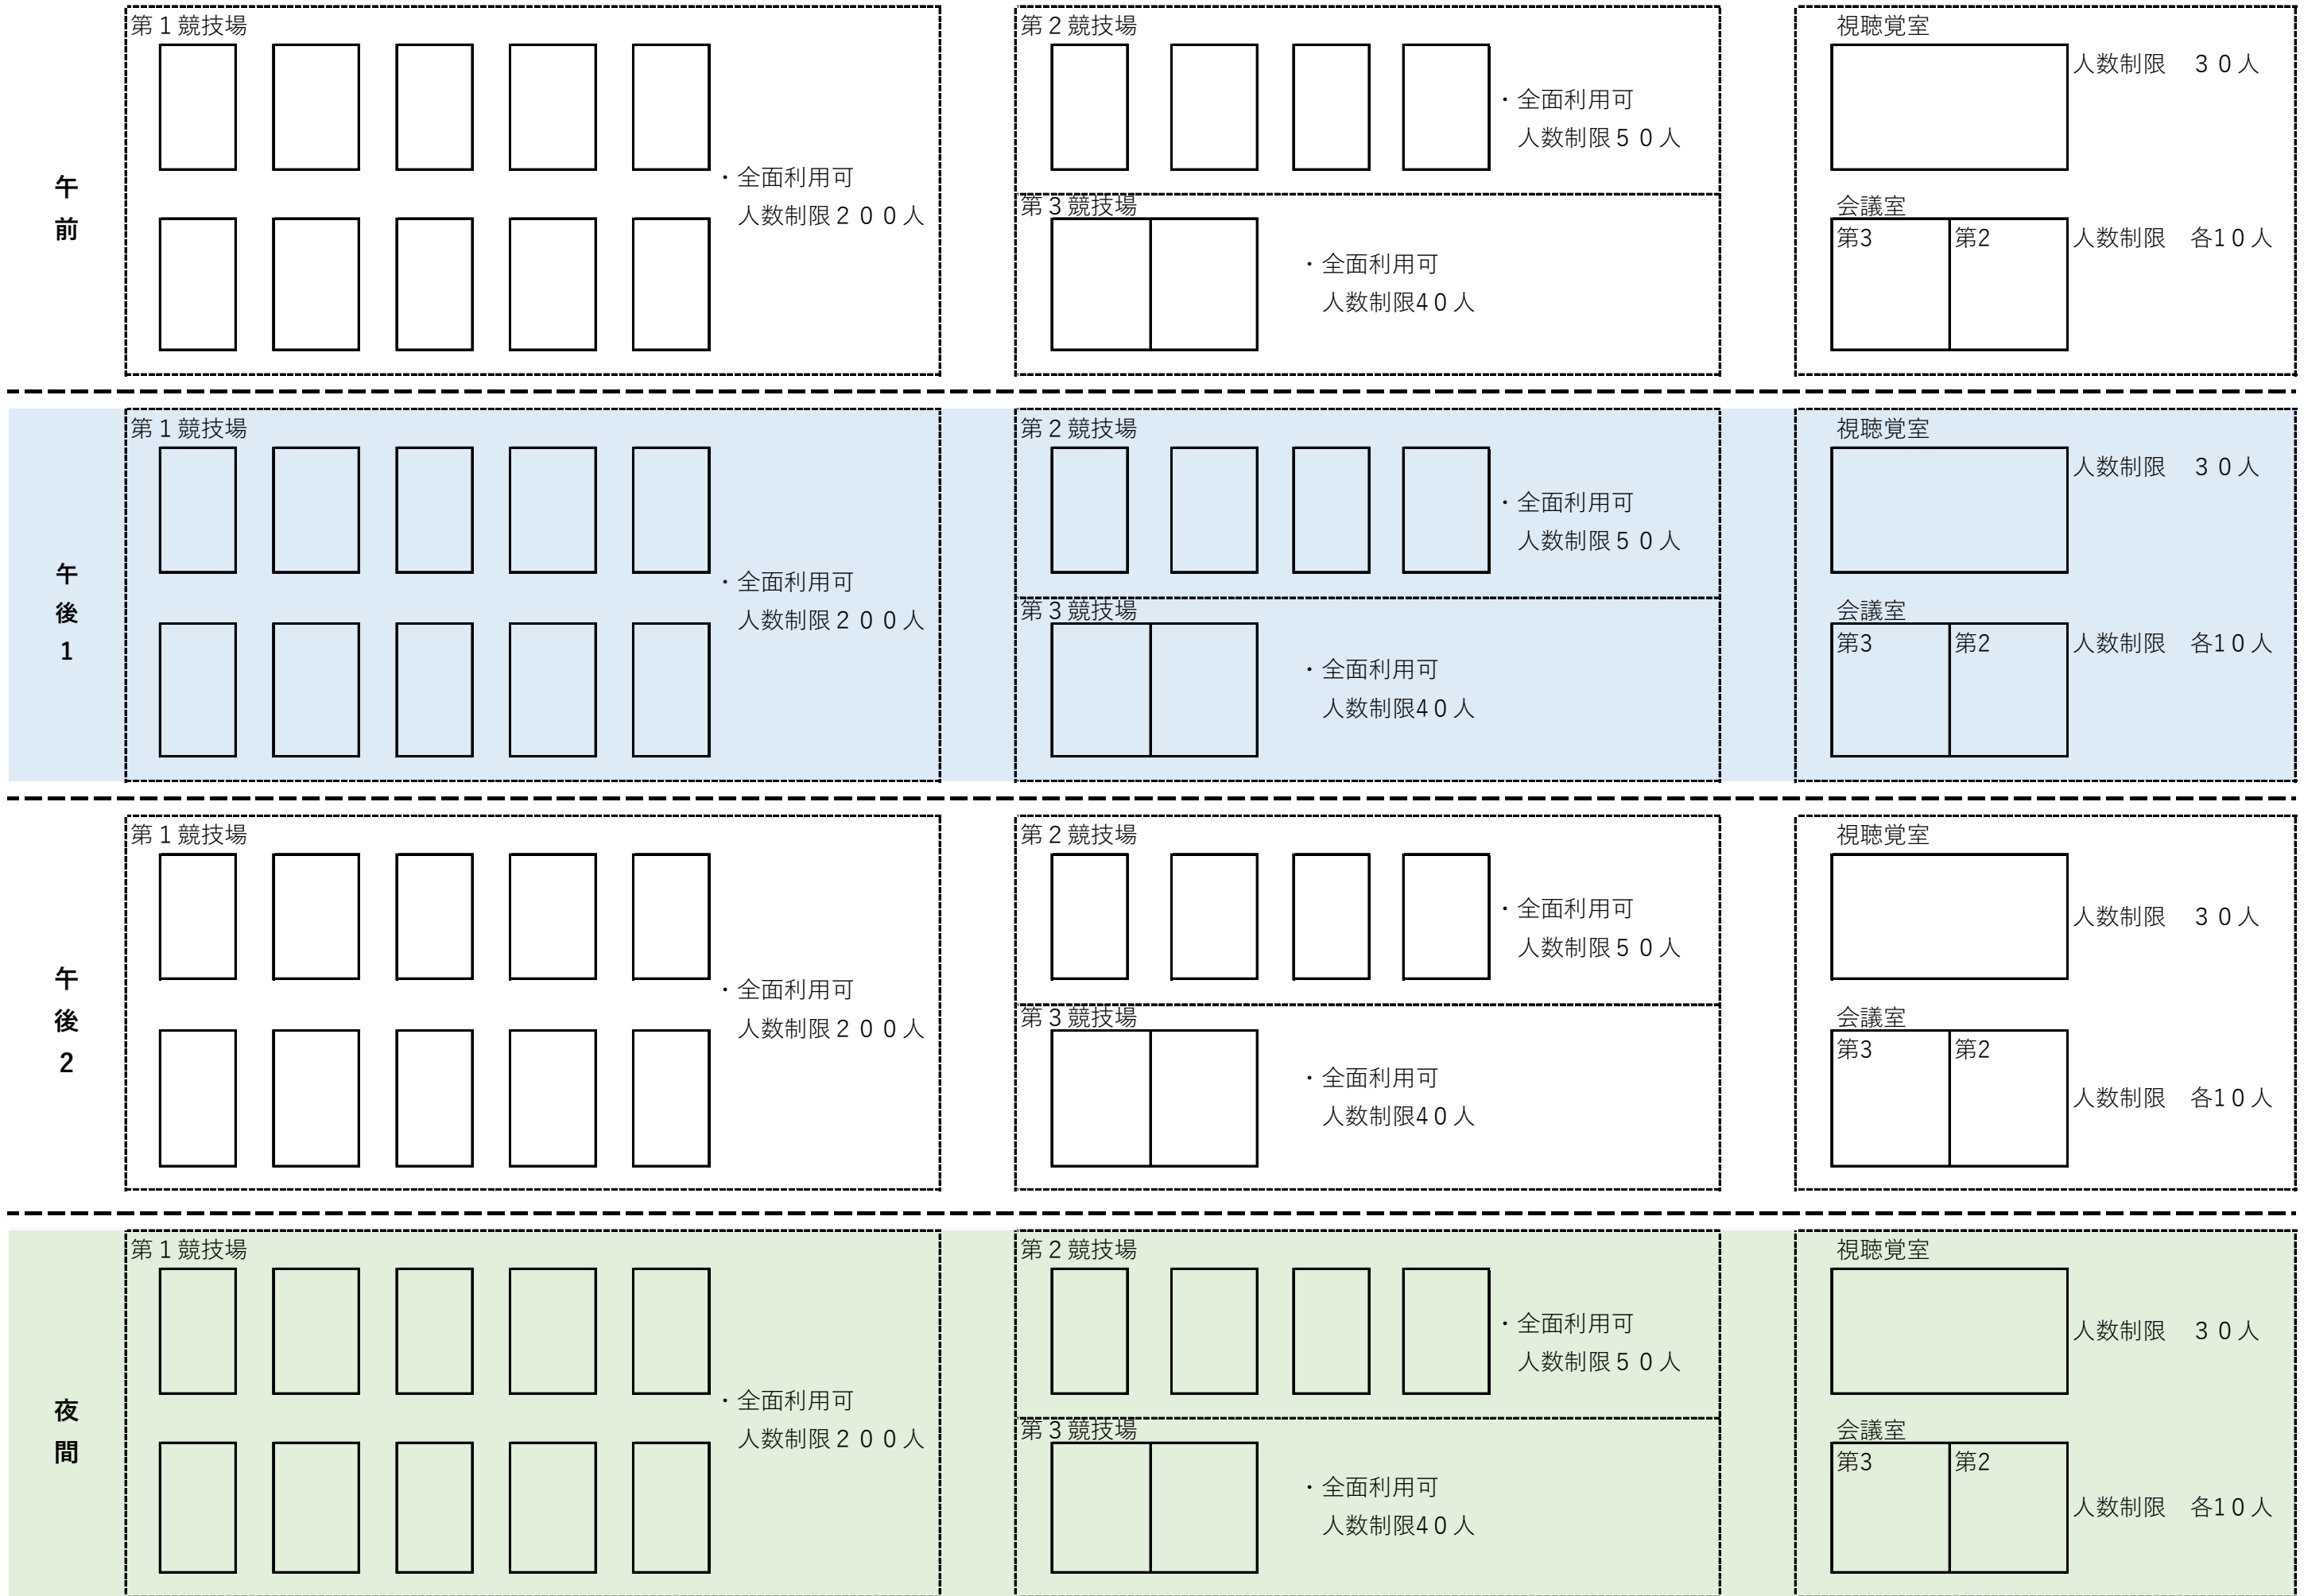 午前
第１競技場
・全面利用可
人数制限２００人
第２競技場
・全面利用可
人数制限５０人
第３競技場
・全面利用可
人数制限4０人
視聴覚室
人数制限　３０人
会議室
第3
第2
人数制限　各1０人
午後1
第１競技場
・全面利用可
人数制限２００人
第２競技場
・全面利用可
人数制限５０人
第３競技場
・全面利用可
人数制限4０人
視聴覚室
人数制限　３０人
会議室
第3
第2
人数制限　各1０人
午後2
第１競技場
・全面利用可
人数制限２００人
第２競技場
・全面利用可
人数制限５０人
第３競技場
・全面利用可
人数制限4０人
視聴覚室
人数制限　３０人
会議室
第3
第2
人数制限　各1０人
夜間
第１競技場
・全面利用可
人数制限２００人
第２競技場
・全面利用可
人数制限５０人
第３競技場
・全面利用可
人数制限4０人
視聴覚室
人数制限　３０人
会議室
第3
第2
人数制限　各1０人